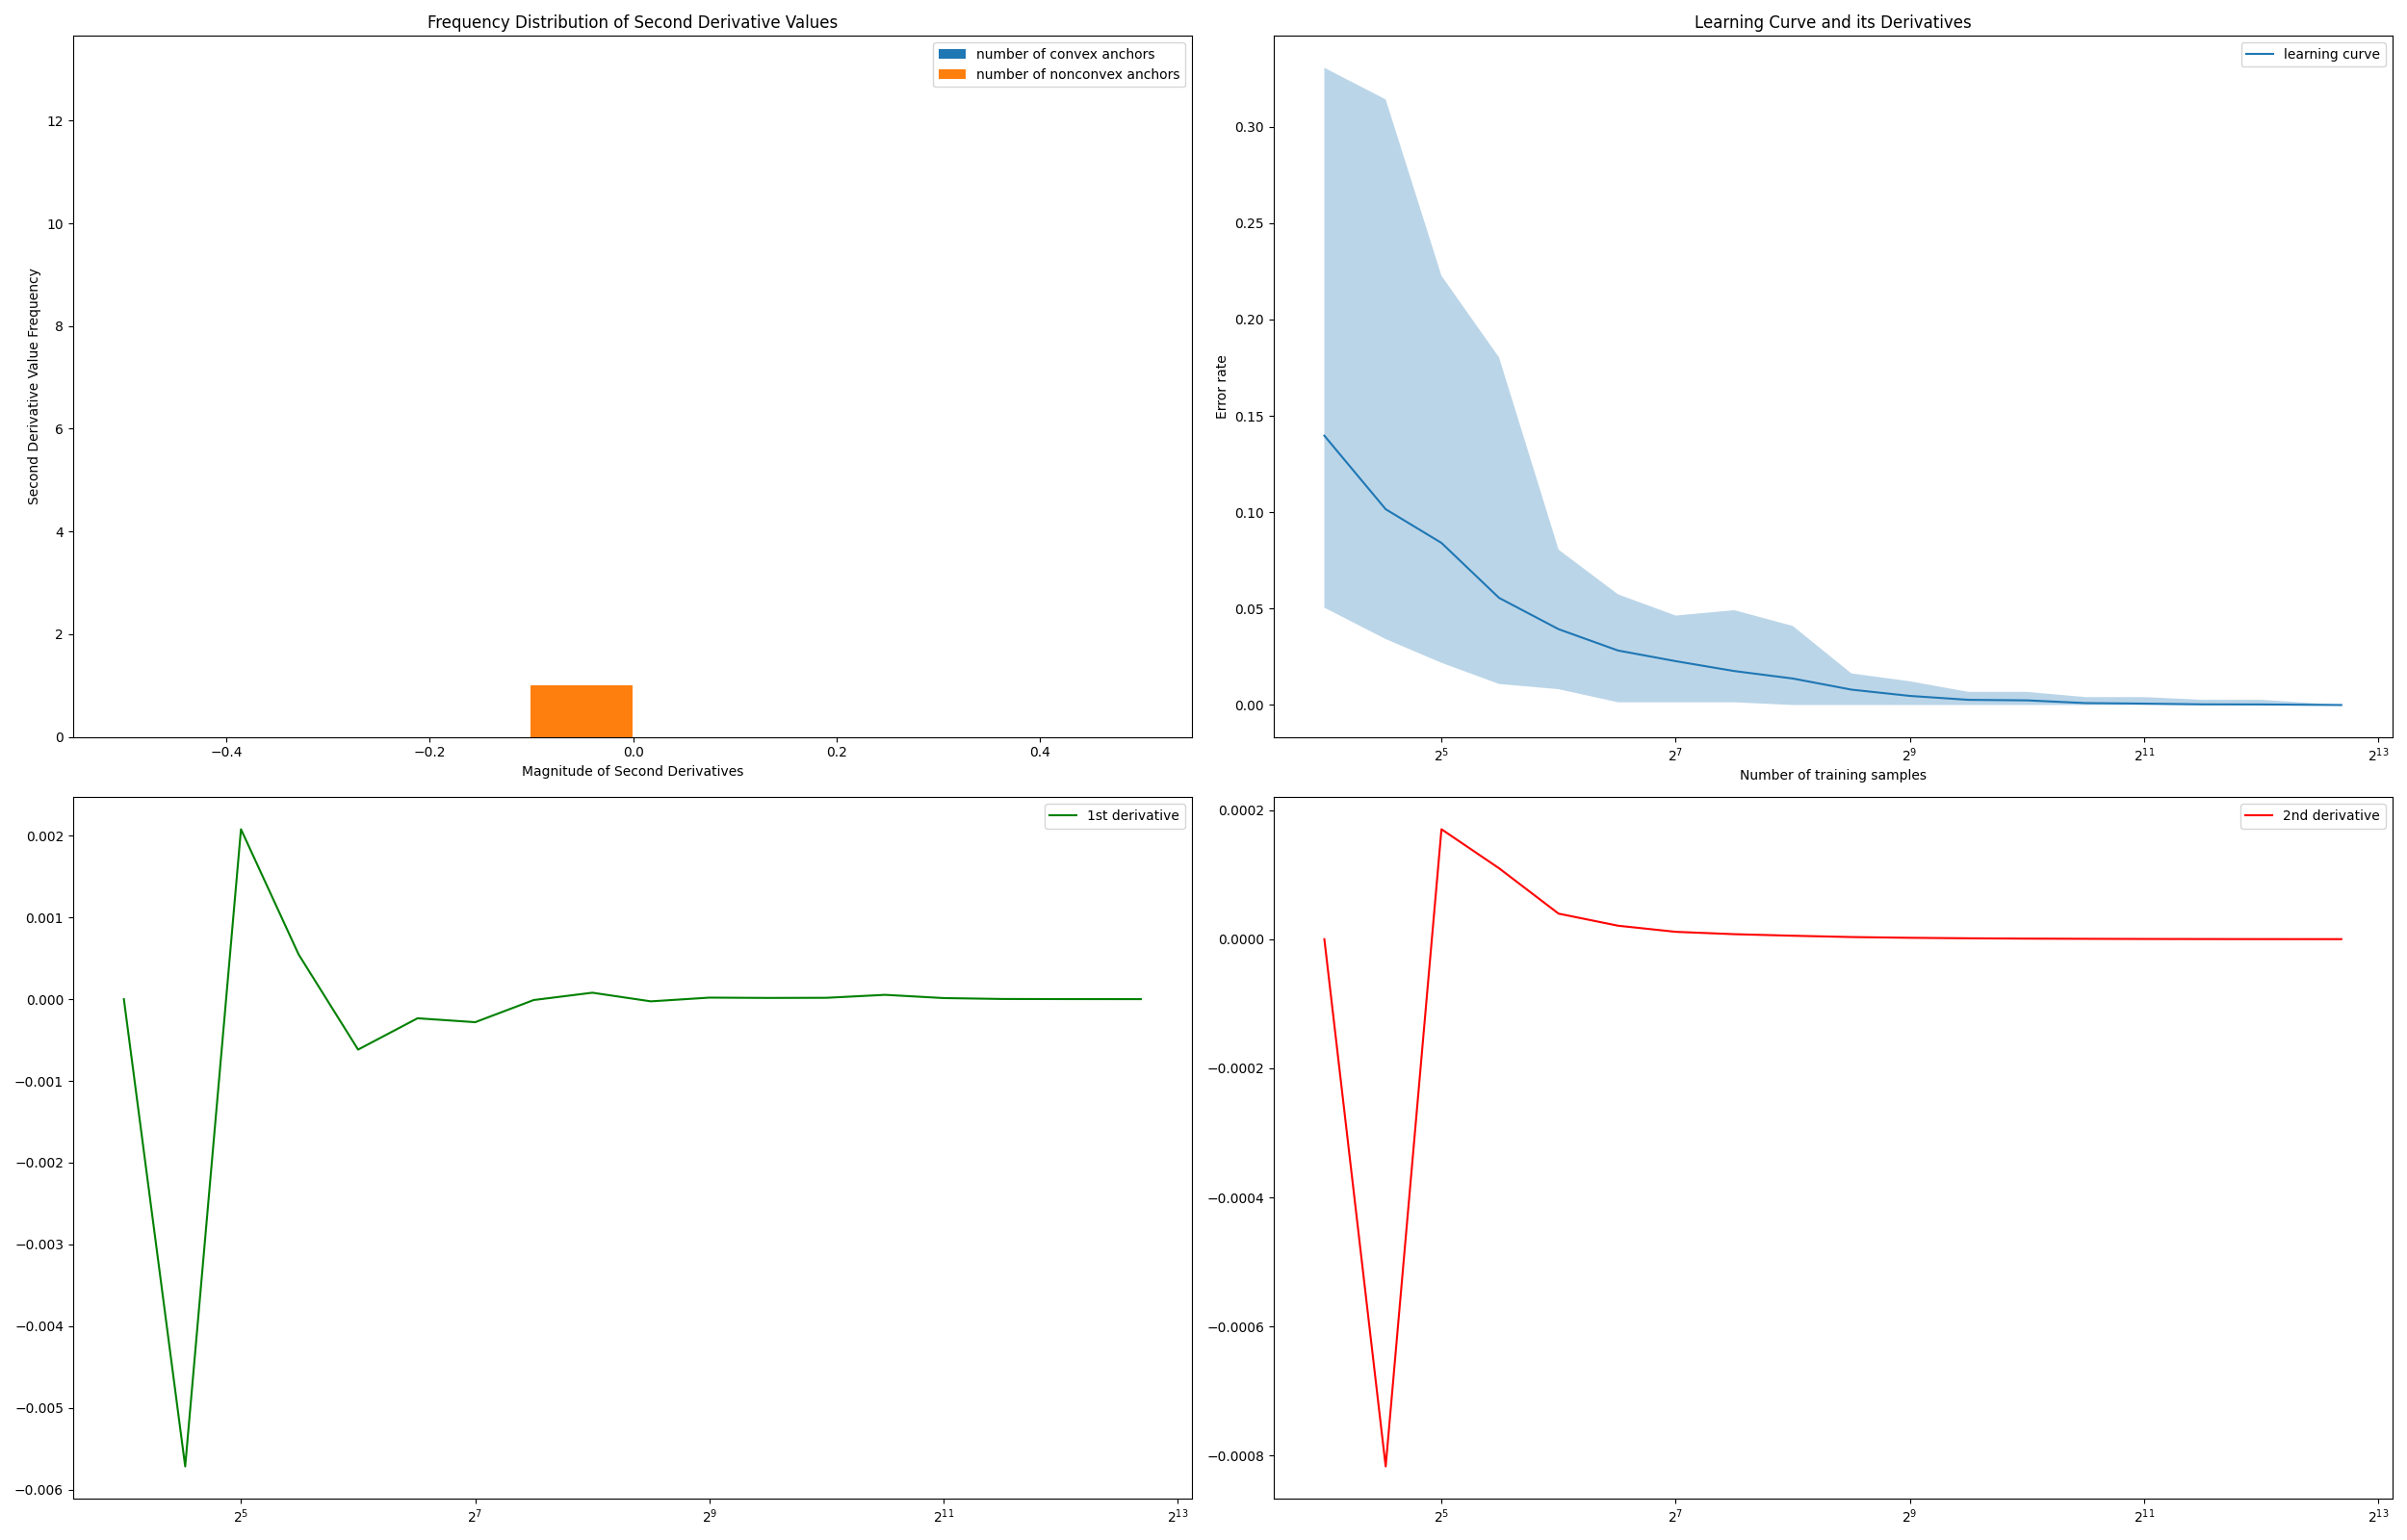 Frequency Distribution of Second Derivative Values
number of convex anchors
number of nonconvex anchors
Second Derivative Value Frequency
12
10
8
6
4
2
0
−0.4 −0.2 0.0 0.2 0.4
Magnitude of Second Derivatives
Learning Curve and its Derivatives
learning curve
Error rate
0.30
0.25
0.20
0.15
0.10
0.05
0.00
2^5 2^7 2^9 2^11 2^13
Number of training samples
1st derivative
0.002
0.001
0.000
−0.001
−0.002
−0.003
−0.004
−0.005
−0.006
2^5 2^7 2^9 2^11 2^13
2nd derivative
0.0002
0.0000
−0.0002
−0.0004
−0.0006
−0.0008
2^5 2^7 2^9 2^11 2^13